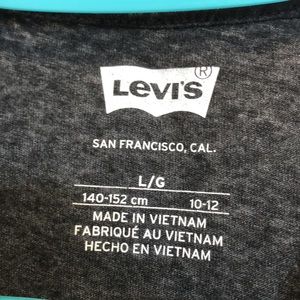 LEVI'S ®
SAN FRANCISCO, CAL.
L/G
140-152 cm 10-12
MADE IN VIETNAM
FABRIQUÉ AU VIETNAM
HECHO EN VIETNAM